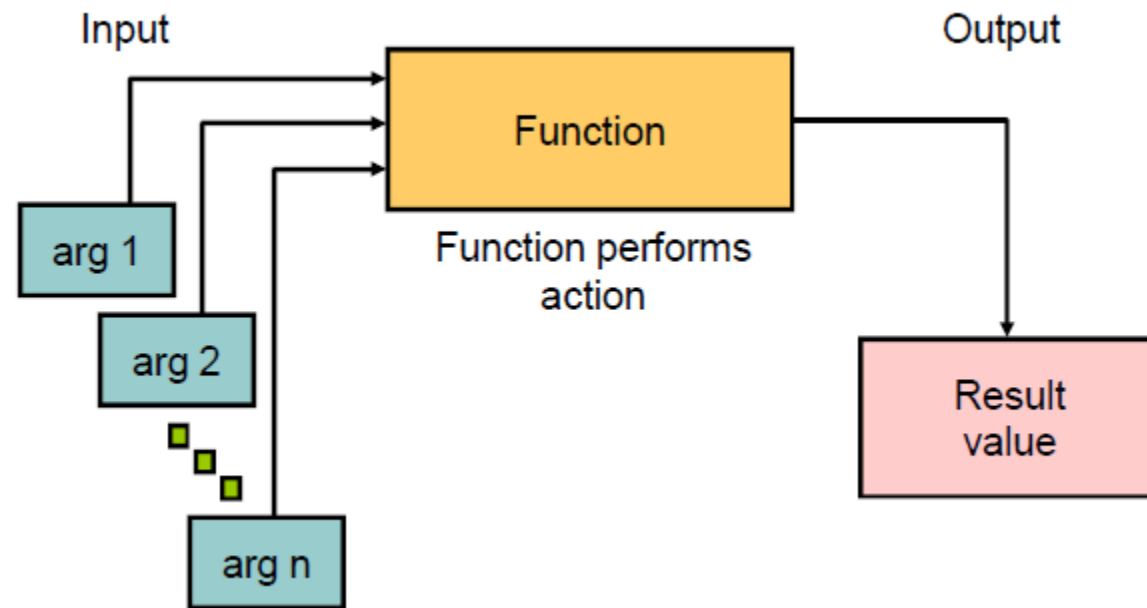 Input
Output
Function
arg 1
Function performs
action
arg 2
Result
value
arg n